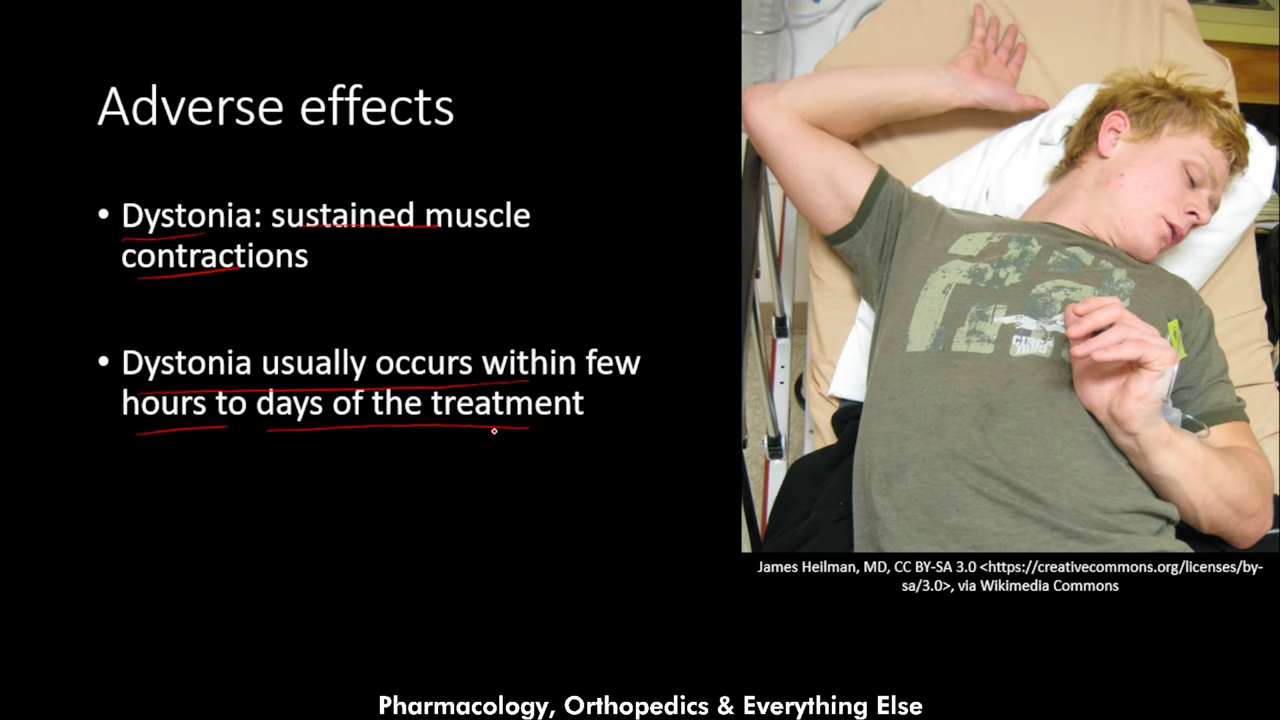 Adverse effects
• Dystonia: sustained muscle
contractions
• Dystonia usually occurs within few
hours to days of the treatment
James Heilman, MD, CC BY-SA 3.0 <https://creativecommons.org/licenses/by-
sa/3.0>, via Wikimedia Commons
Pharmacology, Orthopedics & Everything Else